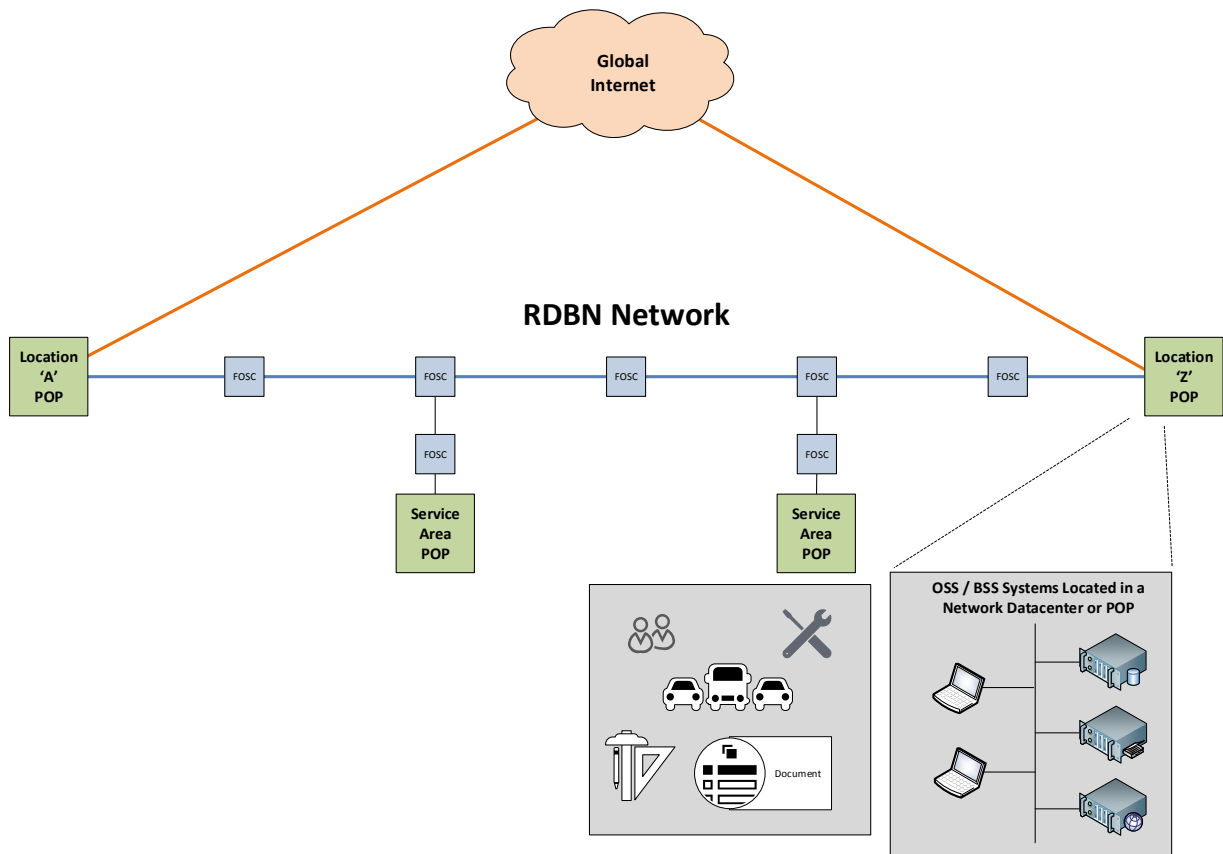 Global
Internet
RDBN Network
Location
‘A’
POP
FOSC
FOSC
FOSC
FOSC
FOSC
Location
‘Z’
POP
FOSC
FOSC
Service
Area
POP
Service
Area
POP
OSS / BSS Systems Located in a
Network Datacenter or POP
Document